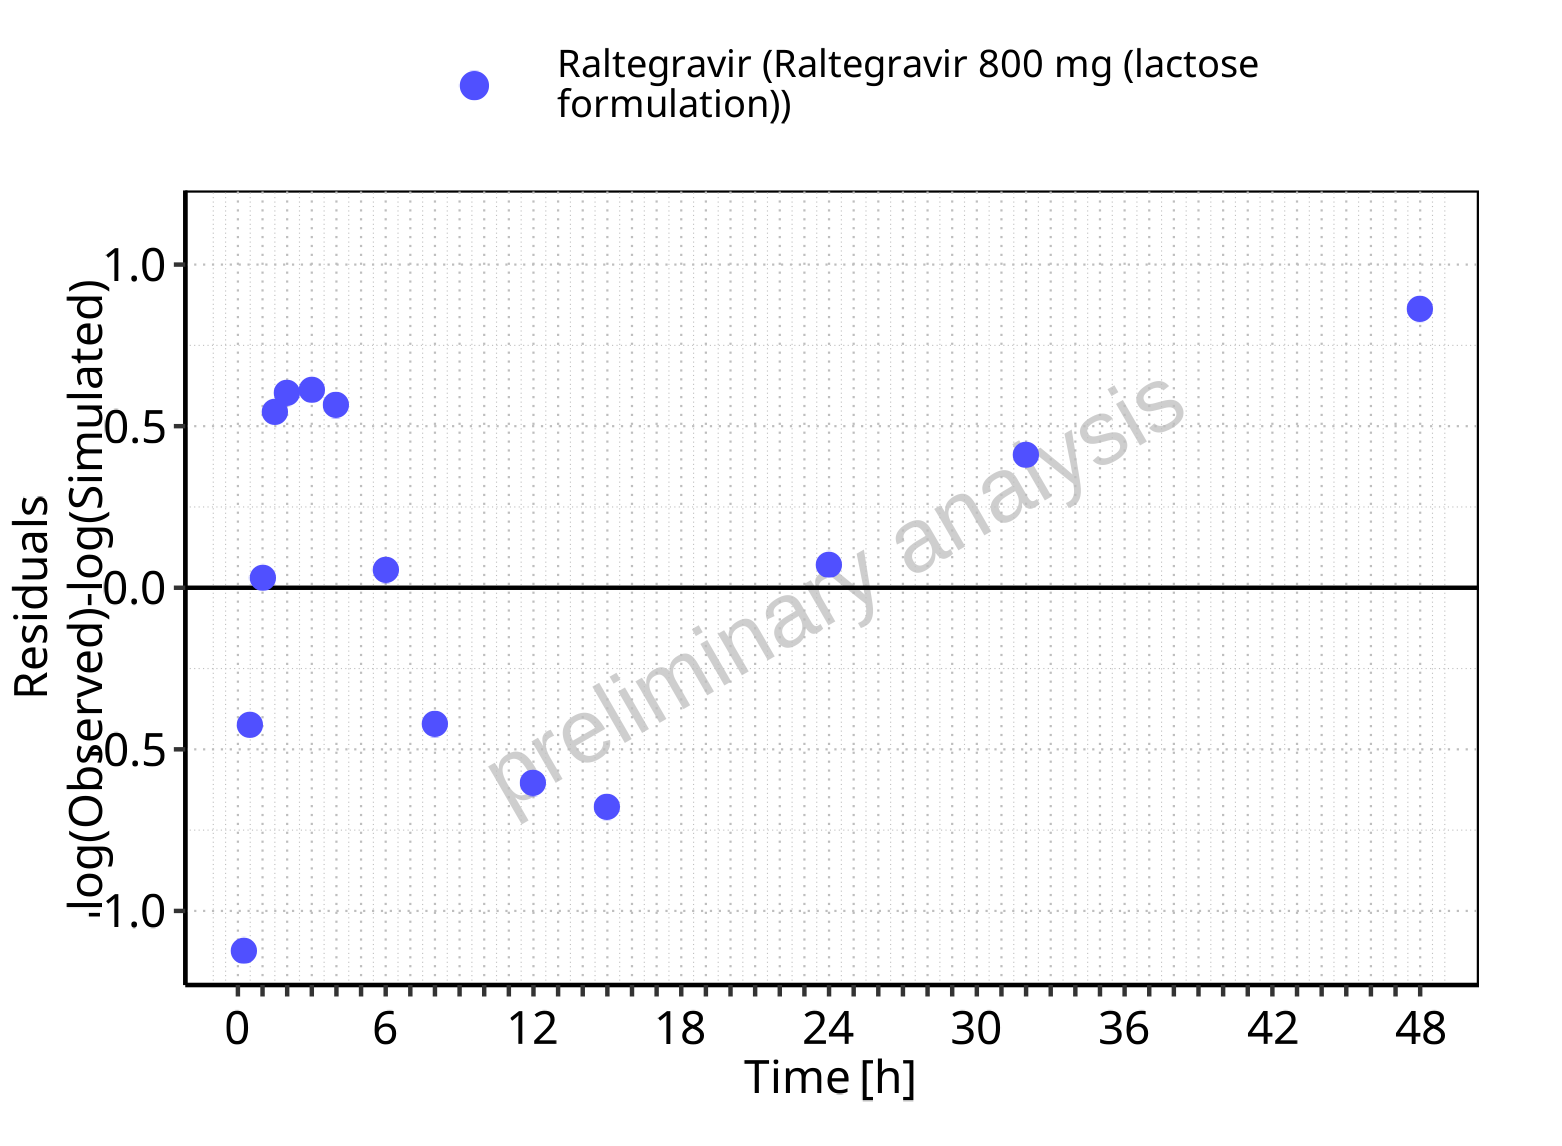 Raltegravir (Raltegravir 800 mg (lactose
formulation))
Residuals
log(Observed)-log(Simulated)
1.0
0.5
0.0
-0.5
-1.0
preliminary analysis
0 6 12 18 24 30 36 42 48
Time [h]